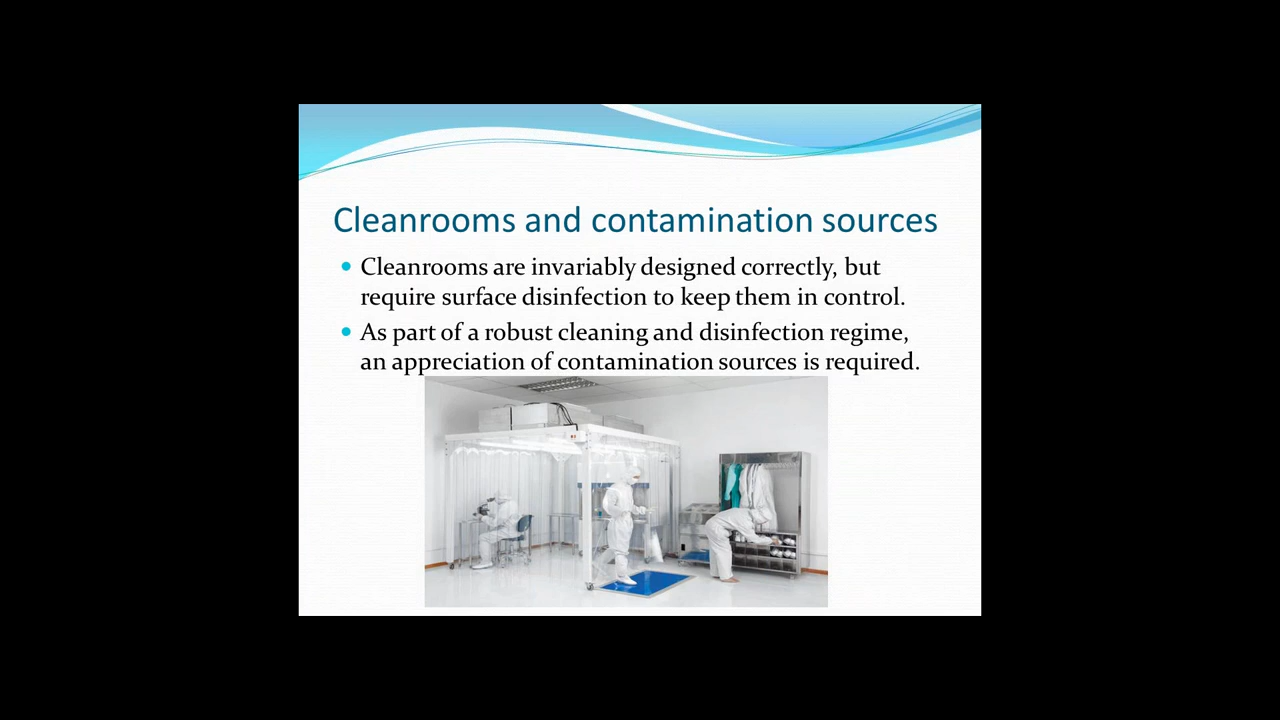 Cleanrooms and contamination sources
Cleanrooms are invariably designed correctly, but
require surface disinfection to keep them in control.
As part of a robust cleaning and disinfection regime,
an appreciation of contamination sources is required.